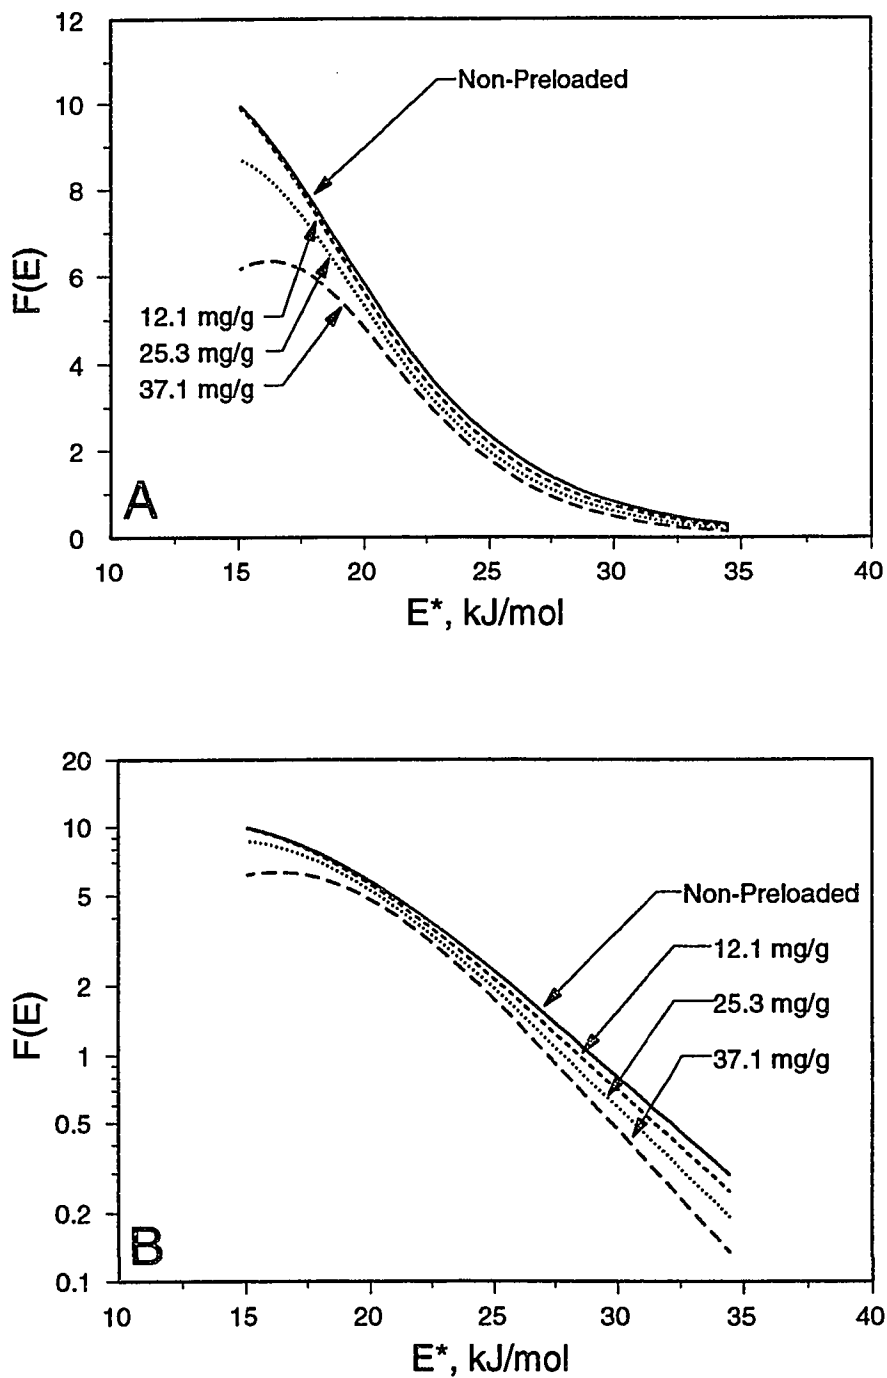 12
10
8
6
4
2
0
F(E)
Non-Preloaded
12.1 mg/g
25.3 mg/g
37.1 mg/g
A
10 15 20 25 30 35 40
E*, kJ/mol
20
10
5
2
1
0.5
0.2
0.1
F(E)
Non-Preloaded
12.1 mg/g
25.3 mg/g
37.1 mg/g
B
10 15 20 25 30 35 40
E*, kJ/mol